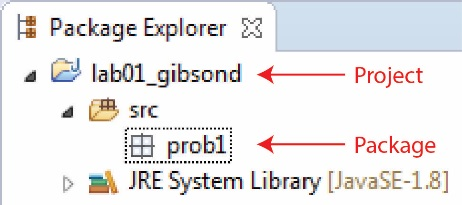 Package Explorer
lab01_gibsond Project
src
prob1 Package
JRE System Library [JavaSE-1.8]